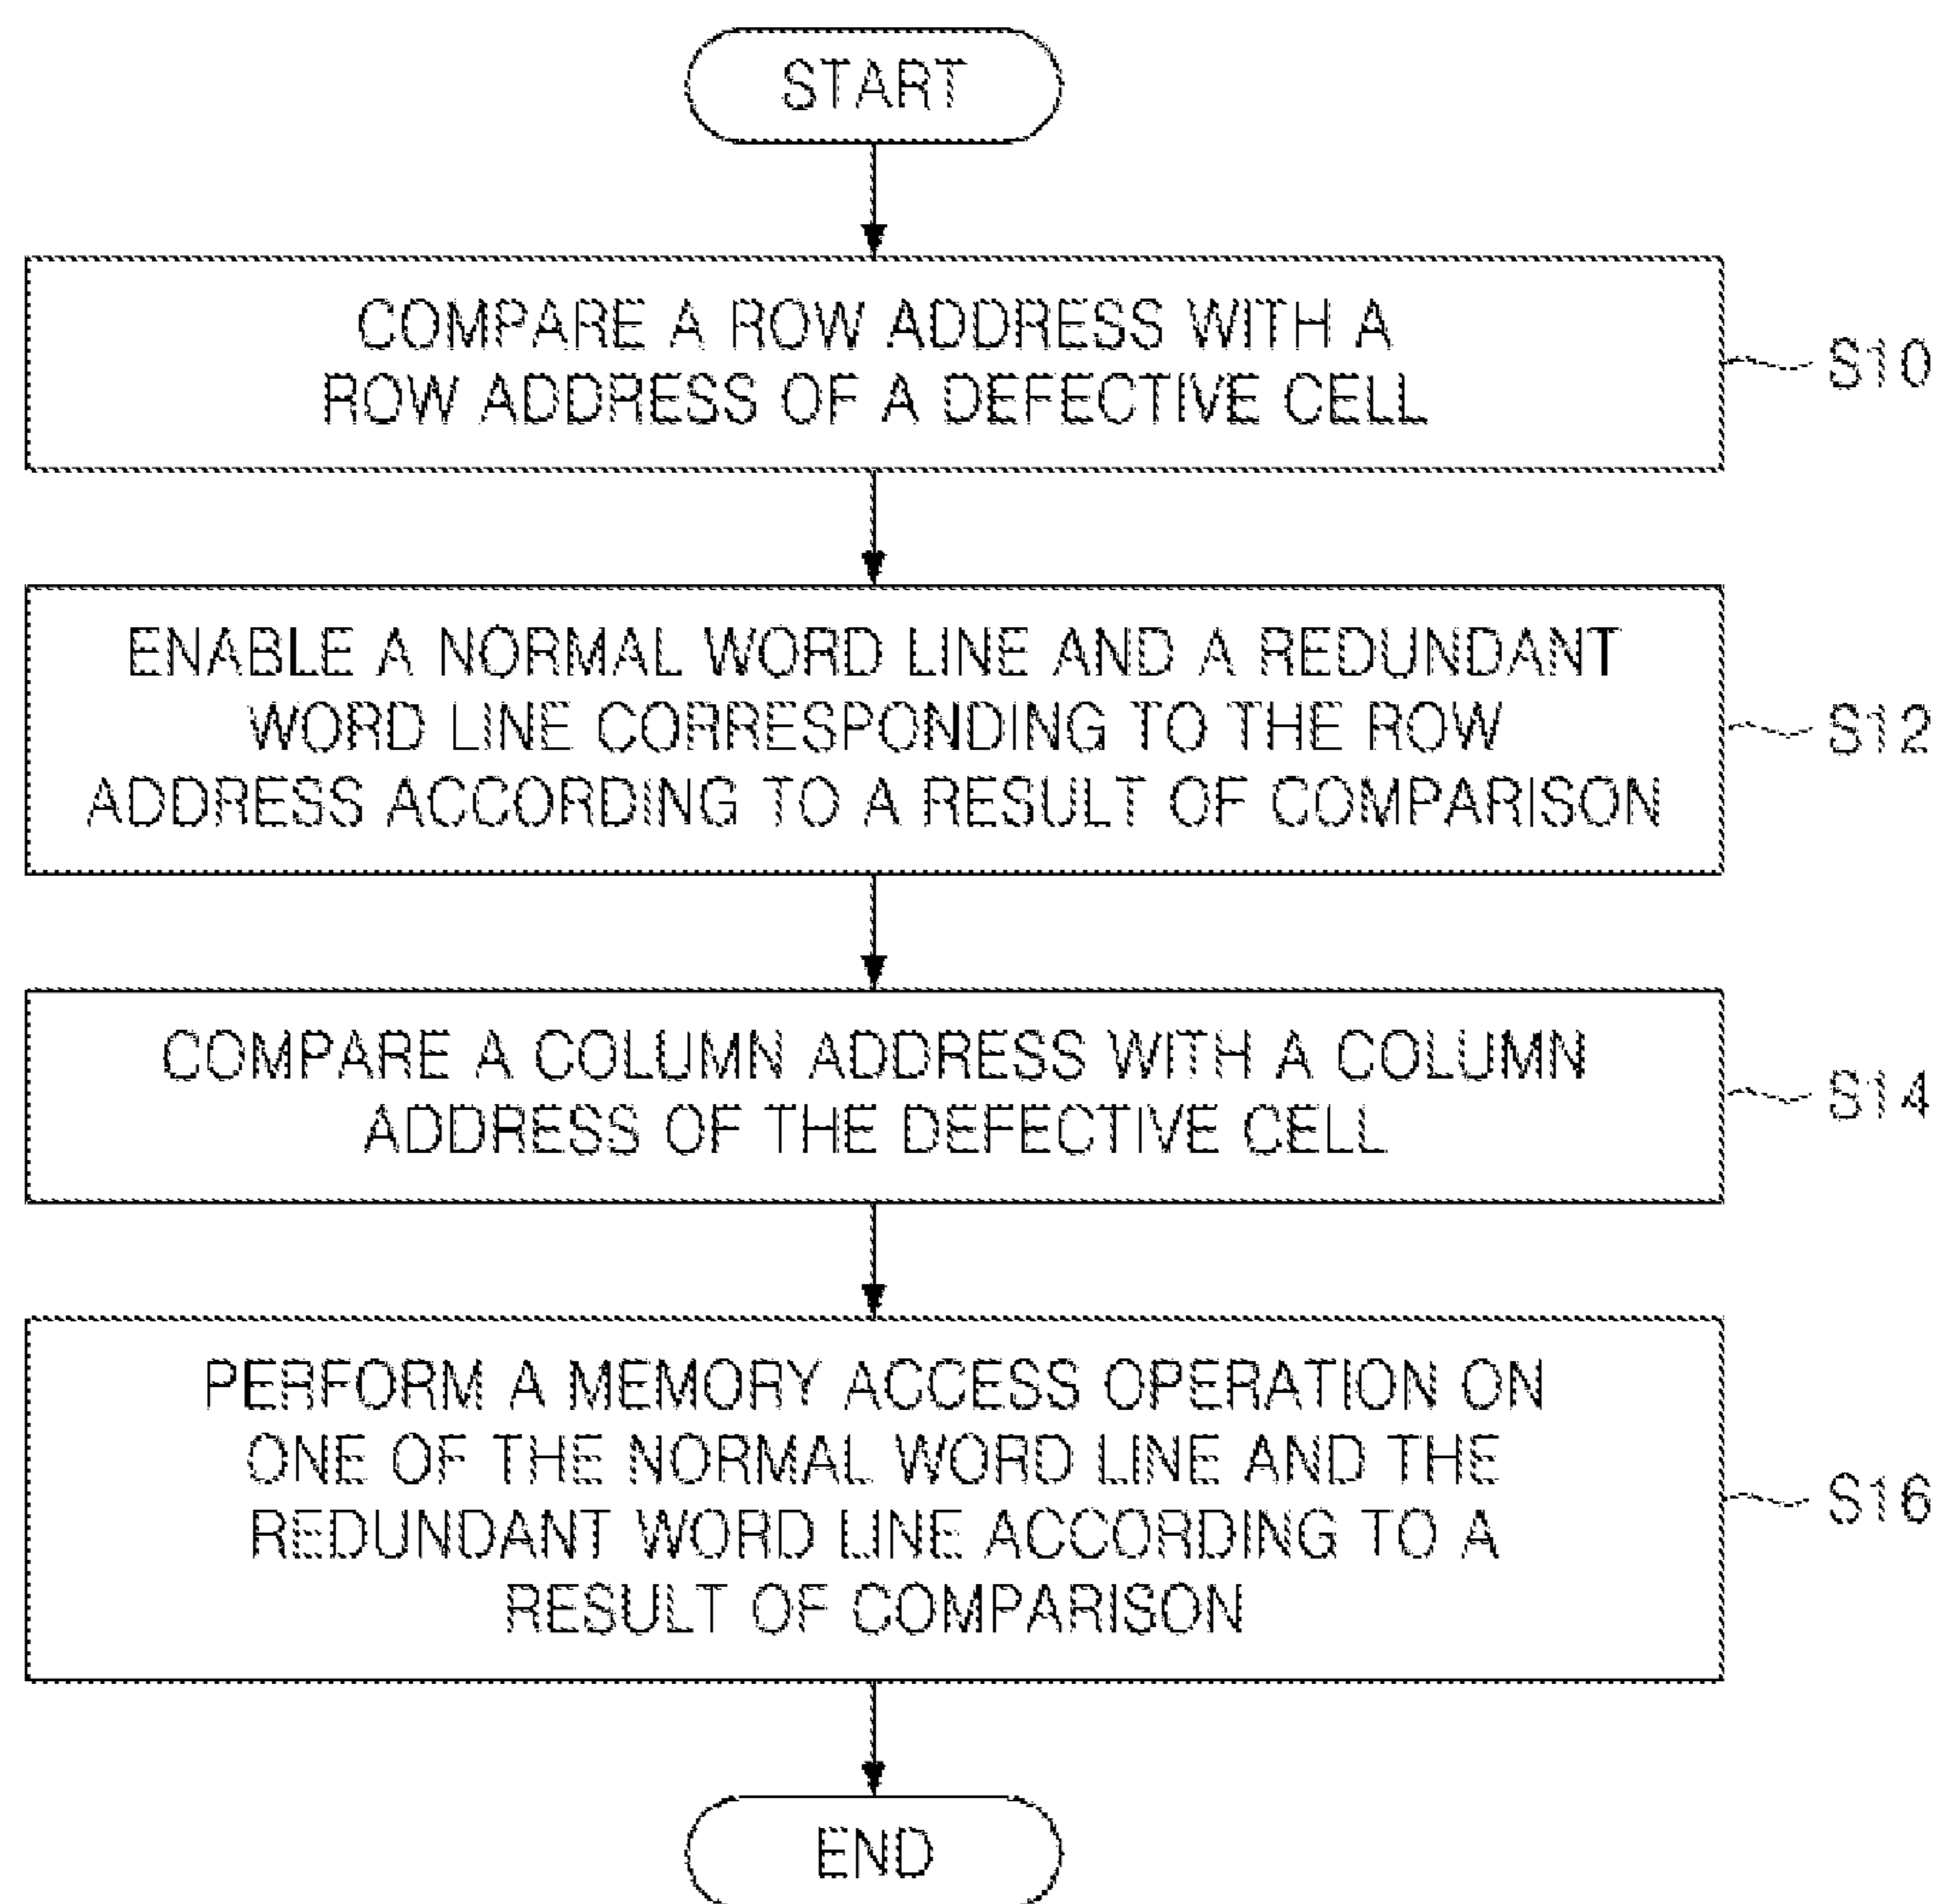 START
COMPARE A ROW ADDRESS WITH A
ROW ADDRESS OF A DEFECTIVE CELL
S10
ENABLE A NORMAL WORD LINE AND A REDUNDANT
WORD LINE CORRESPONDING TO THE ROW
ADDRESS ACCORDING TO A RESULT OF COMPARISON
S12
COMPARE A COLUMN ADDRESS WITH A COLUMN
ADDRESS OF THE DEFECTIVE CELL
S14
PERFORM A MEMORY ACCESS OPERATION ON
ONE OF THE NORMAL WORD LINE AND THE
REDUNDANT WORD LINE ACCORDING TO A
RESULT OF COMPARISON
S16
END